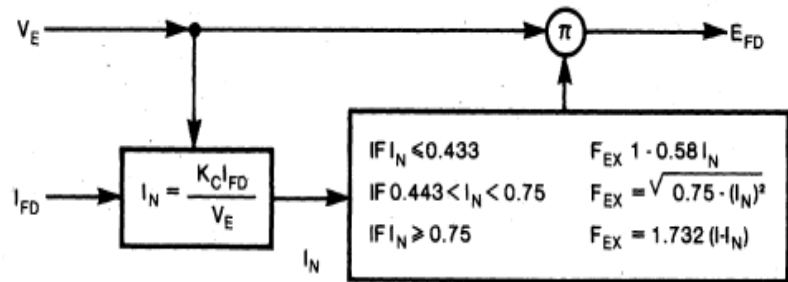 V_E
π
E_FD
I_FD
I_N = K_C I_FD / V_E
I_N
IF I_N ⩽ 0.433 F_EX 1 - 0.58 I_N
IF 0.443 < I_N < 0.75 F_EX = √0.75 - (I_N)²
IF I_N ⩾ 0.75 F_EX = 1.732 (I-I_N)